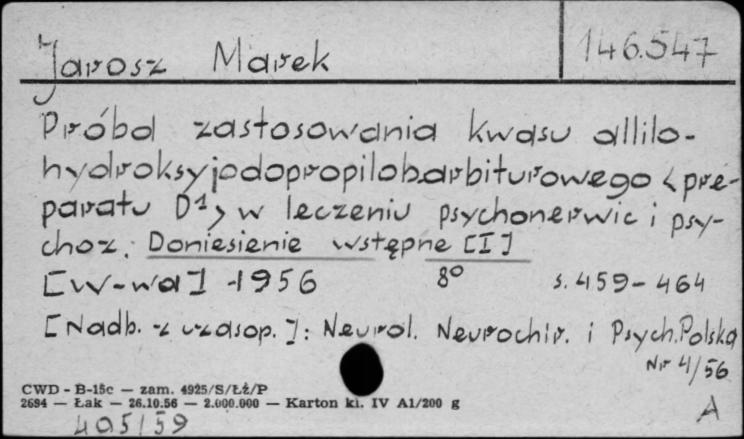 Jarosz Marek 146.547
Próba zastosowania kwasu allilo-
hydroksyjodopropilobarbiturowego <pre-
paratu D1> w leczeniu psychonerwic i psy-
choz. Doniesienie wstępne [I]
[W-wa] 1956 8° s. 459-464
[Nadb. z czasop.]: Neurol. Neurochir. i Psych.Polska
Nr 4/56
CWD - B-15c — zam. 4925/S/Łż/P
2694 — Łak — 26.10.56 — 2.000.000 — Karton kl. IV A1/200 g
405/59 A